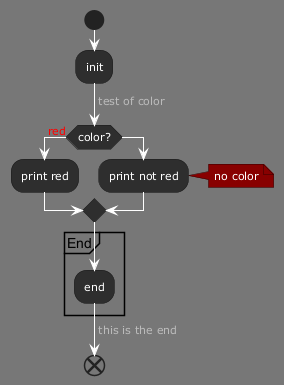 init
test of color
red
color?
print red
print not red
no color
End
end
this is the end